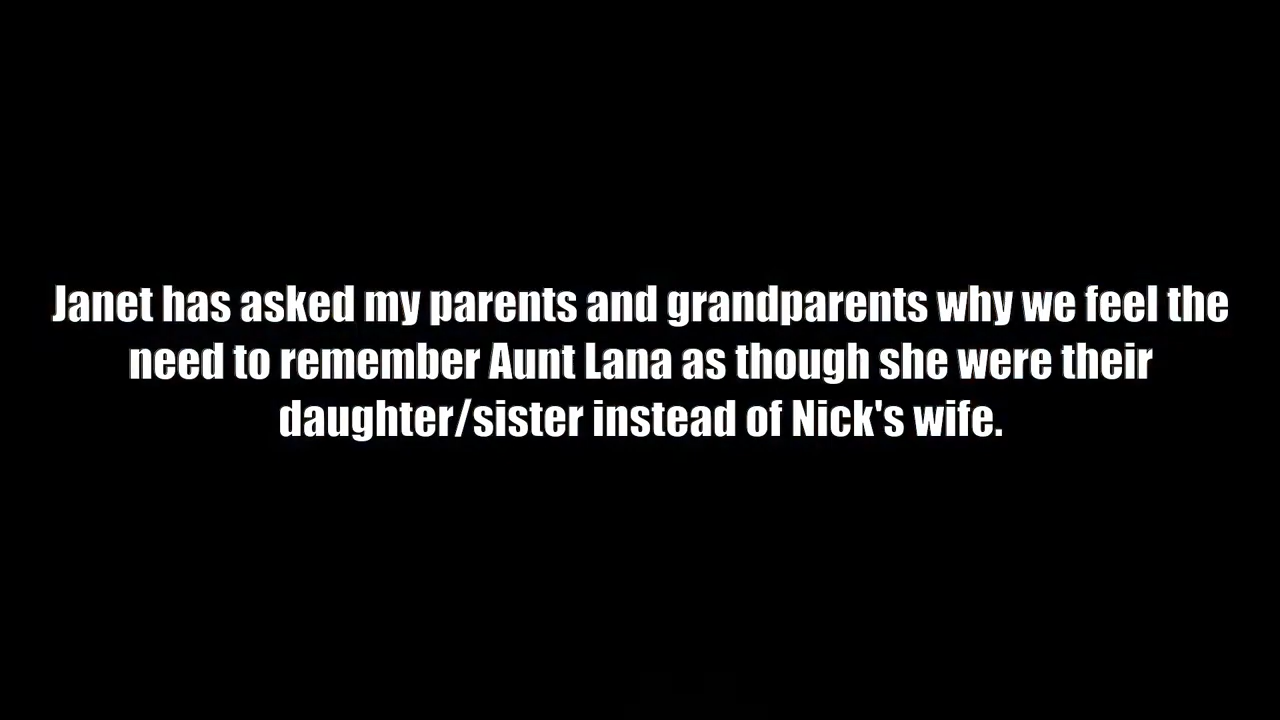 Janet has asked my parents and grandparents why we feel the
need to remember Aunt Lana as though she were their
daughter/sister instead of Nick's wife.